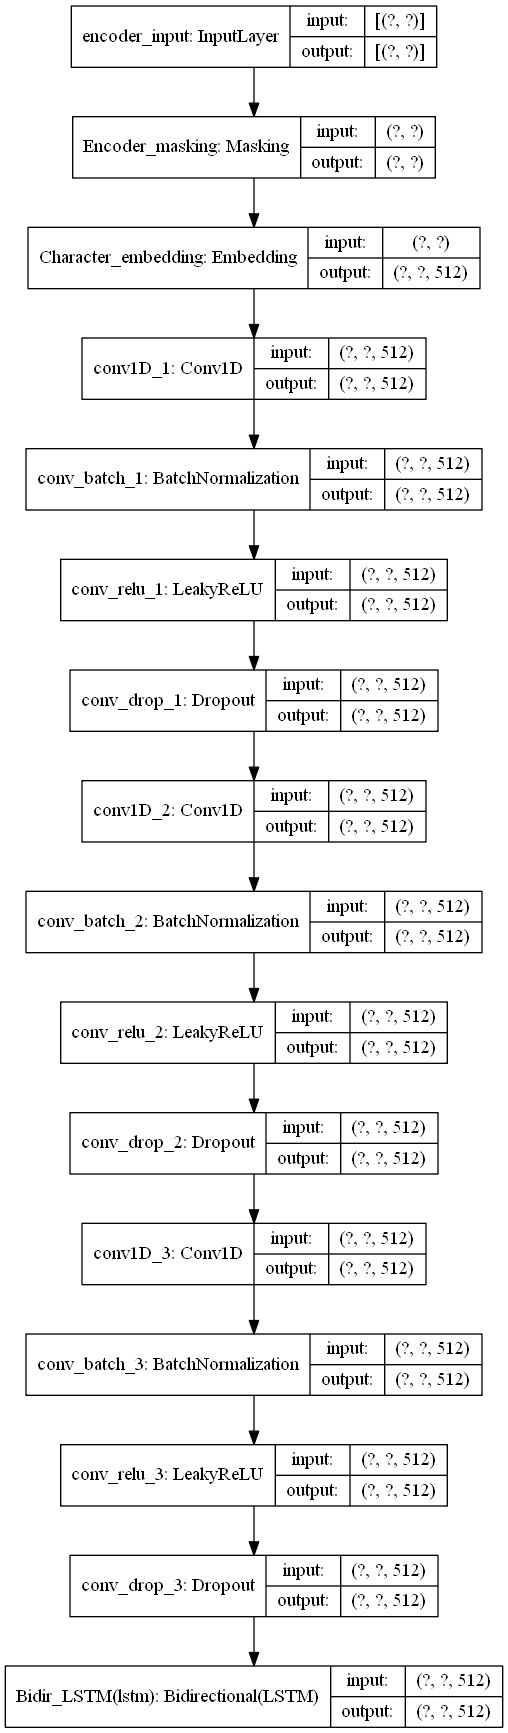 encoder_input: InputLayer
input: [(?, ?)]
output: [(?, ?)]
Encoder_masking: Masking
input: (?, ?)
output: (?, ?)
Character_embedding: Embedding
input: (?, ?)
output: (?, ?, 512)
conv1D_1: Conv1D
input: (?, ?, 512)
output: (?, ?, 512)
conv_batch_1: BatchNormalization
input: (?, ?, 512)
output: (?, ?, 512)
conv_relu_1: LeakyReLU
input: (?, ?, 512)
output: (?, ?, 512)
conv_drop_1: Dropout
input: (?, ?, 512)
output: (?, ?, 512)
conv1D_2: Conv1D
input: (?, ?, 512)
output: (?, ?, 512)
conv_batch_2: BatchNormalization
input: (?, ?, 512)
output: (?, ?, 512)
conv_relu_2: LeakyReLU
input: (?, ?, 512)
output: (?, ?, 512)
conv_drop_2: Dropout
input: (?, ?, 512)
output: (?, ?, 512)
conv1D_3: Conv1D
input: (?, ?, 512)
output: (?, ?, 512)
conv_batch_3: BatchNormalization
input: (?, ?, 512)
output: (?, ?, 512)
conv_relu_3: LeakyReLU
input: (?, ?, 512)
output: (?, ?, 512)
conv_drop_3: Dropout
input: (?, ?, 512)
output: (?, ?, 512)
Bidir_LSTM(lstm): Bidirectional(LSTM)
input: (?, ?, 512)
output: (?, ?, 512)